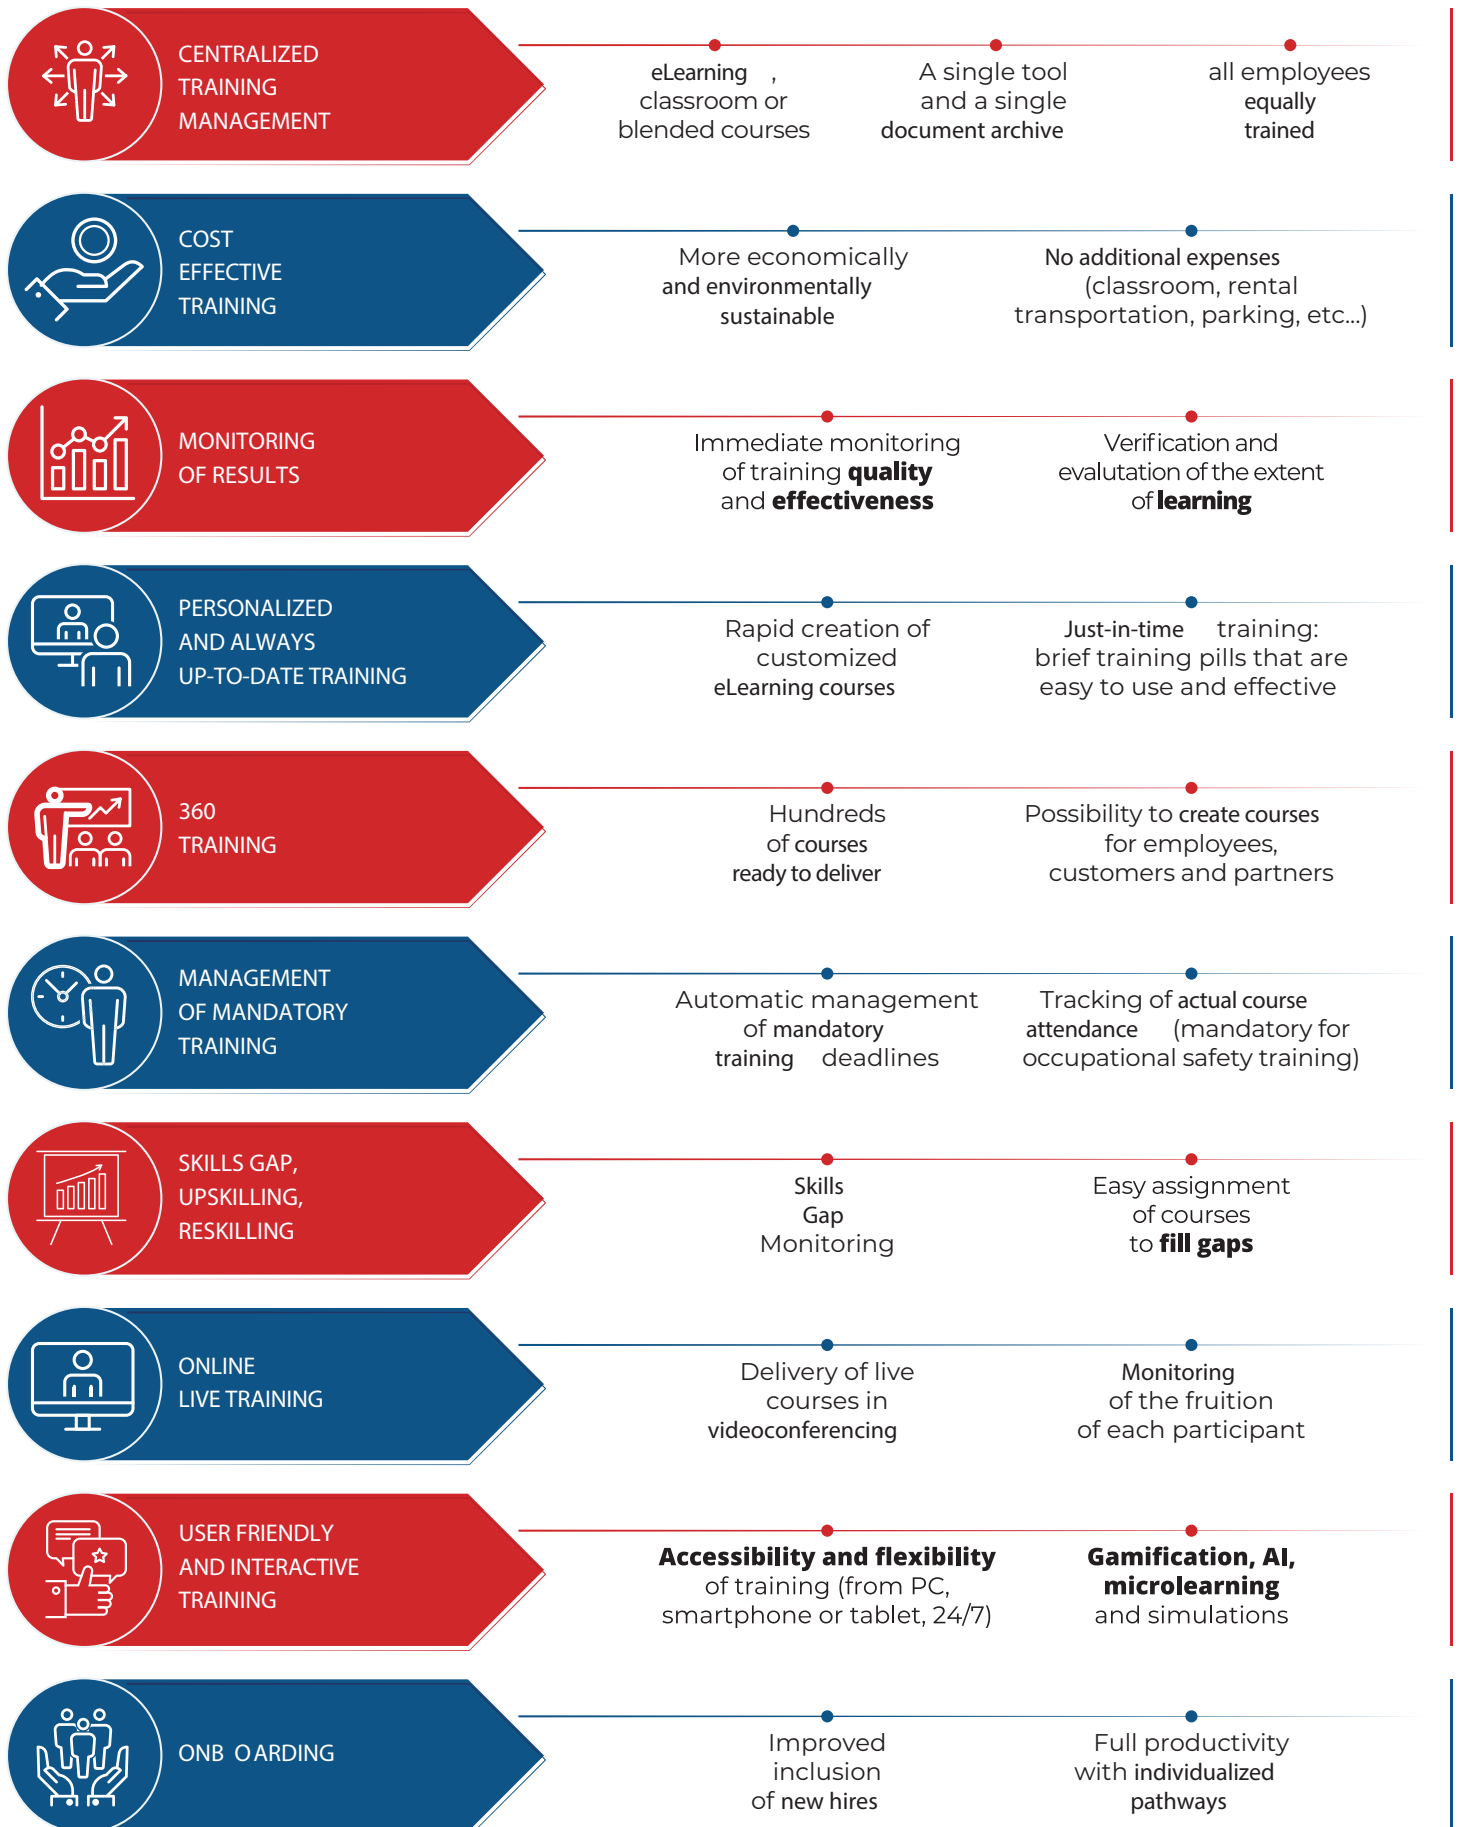 CENTRALIZED
TRAINING
MANAGEMENT
eLearning ,
classroom or
blended courses
A single tool
and a single
document archive
all employees
equally
trained
COST
EFFECTIVE
TRAINING
More economically
and environmentally
sustainable
No additional expenses
(classroom, rental
transportation, parking, etc...)
MONITORING
OF RESULTS
Immediate monitoring
of training quality
and effectiveness
Verification and
evalutation of the extent
of learning
PERSONALIZED
AND ALWAYS
UP-TO-DATE TRAINING
Rapid creation of
customized
eLearning courses
Just-in-time training:
brief training pills that are
easy to use and effective
360
TRAINING
Hundreds
of courses
ready to deliver
Possibility to create courses
for employees,
customers and partners
MANAGEMENT
OF MANDATORY
TRAINING
Automatic management
of mandatory
training deadlines
Tracking of actual course
attendance (mandatory for
occupational safety training)
SKILLS GAP,
UPSKILLING,
RESKILLING
Skills
Gap
Monitoring
Easy assignment
of courses
to fill gaps
ONLINE
LIVE TRAINING
Delivery of live
courses in
videoconferencing
Monitoring
of the fruition
of each participant
USER FRIENDLY
AND INTERACTIVE
TRAINING
Accessibility and flexibility
of training (from PC,
smartphone or tablet, 24/7)
Gamification, AI,
microlearning
and simulations
ONB OARDING
Improved
inclusion
of new hires
Full productivity
with individualized
pathways